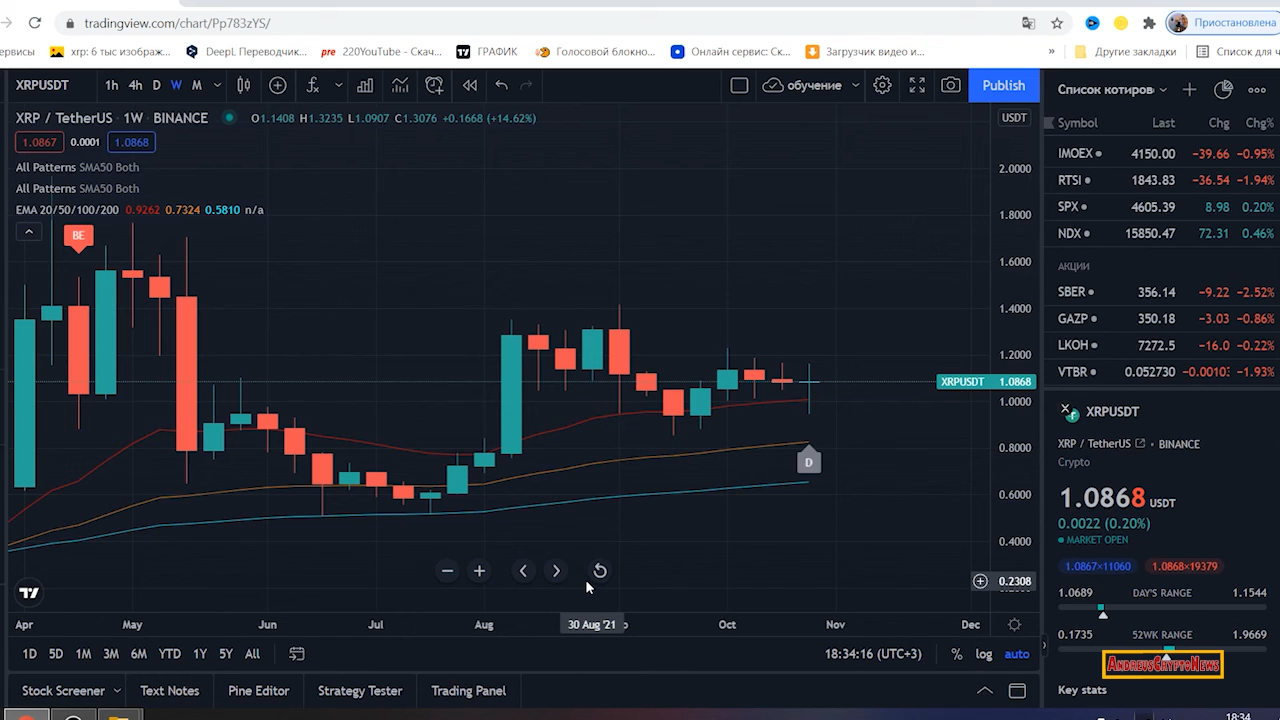 tradingview.com/chart/Pp783zYS/
Приостановлена
ервисы
xrp: 6 тыс изображ...
DeepL Переводчик...
pre 220YouTube - Скач...
ГРАФИК
Голосовой блокно...
Онлайн сервис: Ск...
Загрузчик видео и...
»
Другие закладки
Список для ч
XRPUSDT
1h 4h D W M
обучение
Publish
Список котиров
XRP / TetherUS · 1W · BINANCE
O1.1408 H1.3235 L1.0907 C1.3076 +0.1668 (+14.62%)
USDT
1.0867 0.0001 1.0868
All Patterns SMA50 Both
All Patterns SMA50 Both
EMA 20/50/100/200 0.9262 0.7324 0.5810 n/a
BE
D
2.0000
1.8000
1.6000
1.4000
1.2000
XRPUSDT 1.0868
1.0000
0.8000
0.6000
0.4000
0.2308
Apr May Jun Jul Aug 30 Aug '21 Oct Nov Dec
1D 5D 1M 3M 6M YTD 1Y 5Y All
18:34:16 (UTC+3)
% log auto
Stock Screener
Text Notes
Pine Editor
Strategy Tester
Trading Panel
Symbol Last Chg Chg%
IMOEX 4150.00 −39.66 −0.95%
RTSI 1843.83 −36.54 −1.94%
SPX 4605.39 8.98 0.20%
NDX 15850.47 72.31 0.46%
АКЦИИ
SBER 356.14 −9.22 −2.52%
GAZP 350.18 −3.03 −0.86%
LKOH 7272.5 −16.0 −0.22%
VTBR 0.052730 −0.00103 −1.93%
XRPUSDT
XRP / TetherUS · BINANCE
Crypto
1.0868 USDT
0.0022 (0.20%)
MARKET OPEN
1.0867×11060 1.0868×19379
1.0689 DAY'S RANGE 1.1544
0.1735 52WK RANGE 1.9669
AndreusCryptoNews
Key stats
18:34